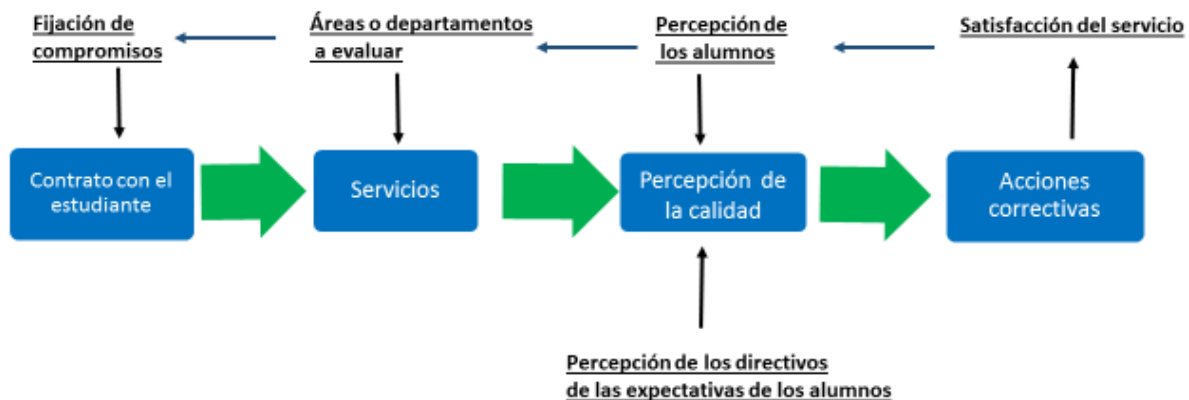 Fijación de
compromisos
Áreas o departamentos
a evaluar
Percepción de
los alumnos
Satisfacción del servicio
Contrato con el
estudiante
Servicios
Percepción de
la calidad
Acciones
correctivas
Percepción de los directivos
de las expectativas de los alumnos